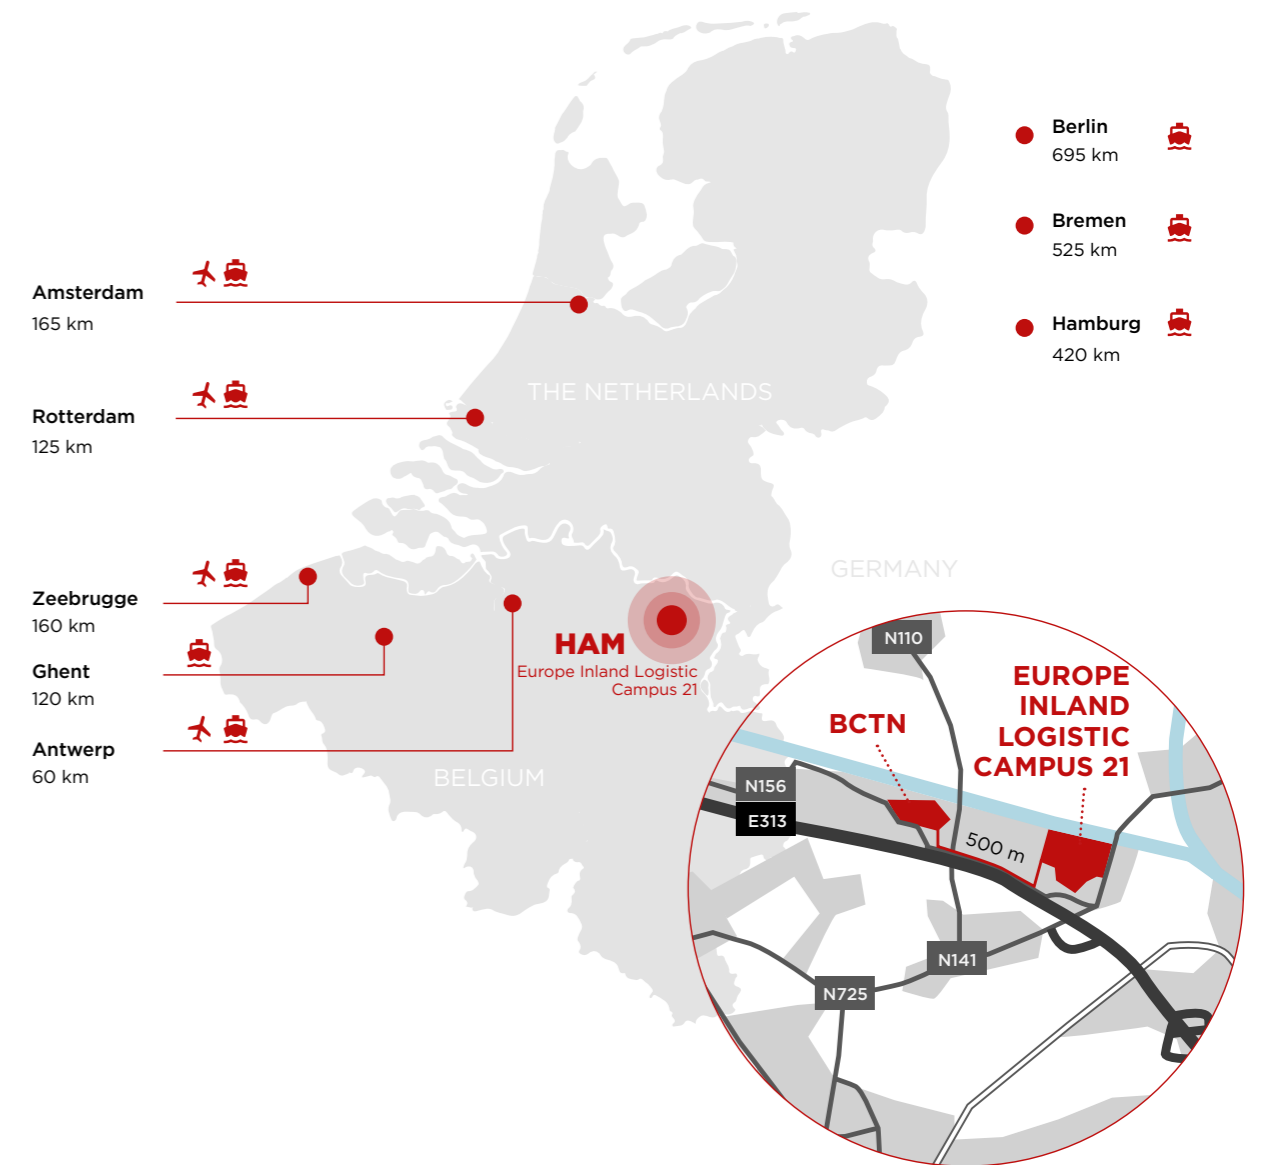 Berlin
695 km
Bremen
525 km
Hamburg
420 km
Amsterdam
165 km
Rotterdam
125 km
THE NETHERLANDS
GERMANY
Zeebrugge
160 km
Ghent
120 km
Antwerp
60 km
HAM
Europe Inland Logistic
Campus 21
BELGIUM
N110
EUROPE
INLAND
LOGISTIC
CAMPUS 21
BCTN
N156
E313
500 m
N141
N725